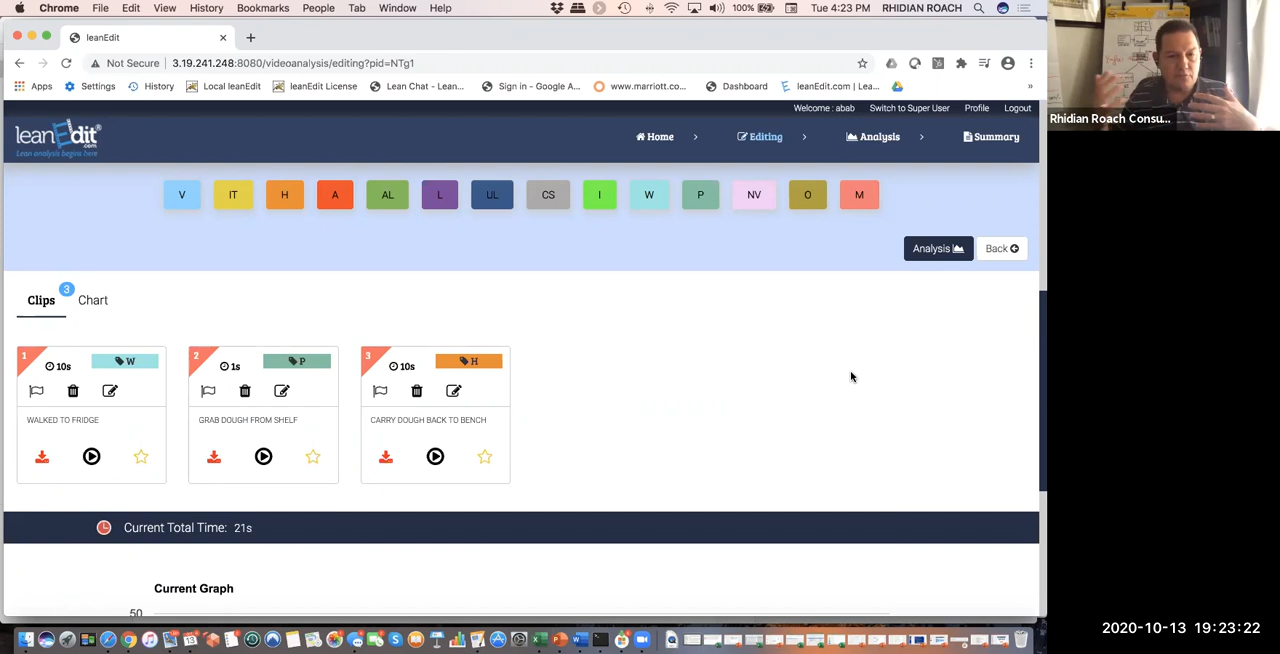 Chrome File Edit View History Bookmarks People Tab Window Help 100% Tue 4:23 PM RHIDIAN ROACH
leanEdit
Not Secure 3.19.241.248:8080/videoanalysis/editing?pid=NTg1
Apps Settings History Local leanEdit leanEdit License Lean Chat - Lean... Sign in - Google A... www.marriott.co... Dashboard leanEdit.com | Lea... »
Welcome : abab Switch to Super User Profile Logout
leanEdit®
.com
Lean analysis begins here
Home Editing Analysis Summary
V IT H A AL L UL CS I W P NV O M
Analysis Back
Clips 3 Chart
1 10s W
2 1s P
3 10s H
WALKED TO FRIDGE
GRAB DOUGH FROM SHELF
CARRY DOUGH BACK TO BENCH
Current Total Time: 21s
Current Graph
50
Rhidian Roach Consu...
2020-10-13 19:23:22